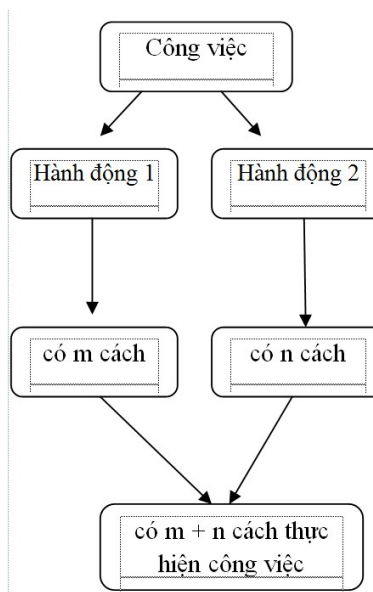 Công việc
Hành động 1
Hành động 2
có m cách
có n cách
có m + n cách thực
hiện công việc